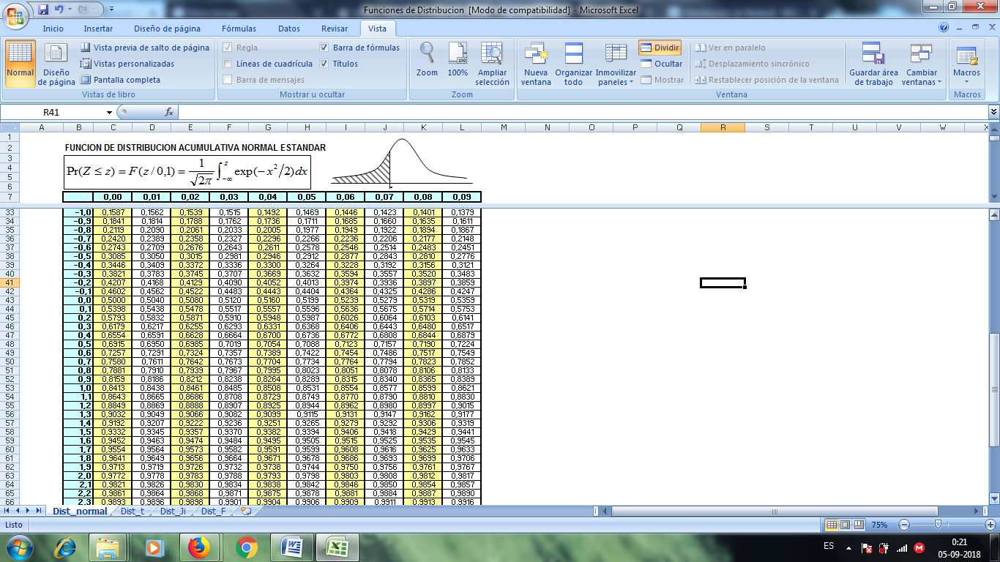 Funciones de Distribucion [Modo de compatibilidad] - Microsoft Excel
Inicio Insertar Diseño de página Fórmulas Datos Revisar Vista
Normal Diseño de página Vista previa de salto de página Vistas personalizadas Pantalla completa
Vistas de libro
Regla Líneas de cuadrícula Barra de mensajes Barra de fórmulas Títulos
Mostrar u ocultar
Zoom 100% Ampliar selección
Zoom
Nueva ventana Organizar todo Inmovilizar paneles Dividir Ocultar Mostrar Ver en paralelo Desplazamiento sincrónico Restablecer posición de la ventana Guardar área de trabajo Cambiar ventanas
Ventana
Macros
Macros
R41 fx
A B C D E F G H I J K L M N O P Q R S T U V W X
1
2 FUNCION DE DISTRIBUCION ACUMULATIVA NORMAL ESTANDAR
3
4 Pr(Z ≤ z) = F(z / 0,1) = 1/√2π ∫−∞ z exp(−x²/2)dx
5
6
7 0,00 0,01 0,02 0,03 0,04 0,05 0,06 0,07 0,08 0,09
33 -1,0 0,1587 0,1562 0,1539 0,1515 0,1492 0,1469 0,1446 0,1423 0,1401 0,1379
34 -0,9 0,1841 0,1814 0,1788 0,1762 0,1736 0,1711 0,1685 0,1660 0,1635 0,1611
35 -0,8 0,2119 0,2090 0,2061 0,2033 0,2005 0,1977 0,1949 0,1922 0,1894 0,1867
36 -0,7 0,2420 0,2389 0,2358 0,2327 0,2296 0,2266 0,2236 0,2206 0,2177 0,2148
37 -0,6 0,2743 0,2709 0,2676 0,2643 0,2611 0,2578 0,2546 0,2514 0,2483 0,2451
38 -0,5 0,3085 0,3050 0,3015 0,2981 0,2946 0,2912 0,2877 0,2843 0,2810 0,2776
39 -0,4 0,3446 0,3409 0,3372 0,3336 0,3300 0,3264 0,3228 0,3192 0,3156 0,3121
40 -0,3 0,3821 0,3783 0,3745 0,3707 0,3669 0,3632 0,3594 0,3557 0,3520 0,3483
41 -0,2 0,4207 0,4168 0,4129 0,4090 0,4052 0,4013 0,3974 0,3936 0,3897 0,3859
42 -0,1 0,4602 0,4562 0,4522 0,4483 0,4443 0,4404 0,4364 0,4325 0,4286 0,4247
43 0,0 0,5000 0,5040 0,5080 0,5120 0,5160 0,5199 0,5239 0,5279 0,5319 0,5359
44 0,1 0,5398 0,5438 0,5478 0,5517 0,5557 0,5596 0,5636 0,5675 0,5714 0,5753
45 0,2 0,5793 0,5832 0,5871 0,5910 0,5948 0,5987 0,6026 0,6064 0,6103 0,6141
46 0,3 0,6179 0,6217 0,6255 0,6293 0,6331 0,6368 0,6406 0,6443 0,6480 0,6517
47 0,4 0,6554 0,6591 0,6628 0,6664 0,6700 0,6736 0,6772 0,6808 0,6844 0,6879
48 0,5 0,6915 0,6950 0,6985 0,7019 0,7054 0,7088 0,7123 0,7157 0,7190 0,7224
49 0,6 0,7257 0,7291 0,7324 0,7357 0,7389 0,7422 0,7454 0,7486 0,7517 0,7549
50 0,7 0,7580 0,7611 0,7642 0,7673 0,7704 0,7734 0,7764 0,7794 0,7823 0,7852
51 0,8 0,7881 0,7910 0,7939 0,7967 0,7995 0,8023 0,8051 0,8078 0,8106 0,8133
52 0,9 0,8159 0,8186 0,8212 0,8238 0,8264 0,8289 0,8315 0,8340 0,8365 0,8389
53 1,0 0,8413 0,8438 0,8461 0,8485 0,8508 0,8531 0,8554 0,8577 0,8599 0,8621
54 1,1 0,8643 0,8665 0,8686 0,8708 0,8729 0,8749 0,8770 0,8790 0,8810 0,8830
55 1,2 0,8849 0,8869 0,8888 0,8907 0,8925 0,8944 0,8962 0,8980 0,8997 0,9015
56 1,3 0,9032 0,9049 0,9066 0,9082 0,9099 0,9115 0,9131 0,9147 0,9162 0,9177
57 1,4 0,9192 0,9207 0,9222 0,9236 0,9251 0,9265 0,9279 0,9292 0,9306 0,9319
58 1,5 0,9332 0,9345 0,9357 0,9370 0,9382 0,9394 0,9406 0,9418 0,9429 0,9441
59 1,6 0,9452 0,9463 0,9474 0,9484 0,9495 0,9505 0,9515 0,9525 0,9535 0,9545
60 1,7 0,9554 0,9564 0,9573 0,9582 0,9591 0,9599 0,9608 0,9616 0,9625 0,9633
61 1,8 0,9641 0,9649 0,9656 0,9664 0,9671 0,9678 0,9686 0,9693 0,9699 0,9706
62 1,9 0,9713 0,9719 0,9726 0,9732 0,9738 0,9744 0,9750 0,9756 0,9761 0,9767
63 2,0 0,9772 0,9778 0,9783 0,9788 0,9793 0,9798 0,9803 0,9808 0,9812 0,9817
64 2,1 0,9821 0,9826 0,9830 0,9834 0,9838 0,9842 0,9846 0,9850 0,9854 0,9857
65 2,2 0,9861 0,9864 0,9868 0,9871 0,9875 0,9878 0,9881 0,9884 0,9887 0,9890
66 2,3 0,9893 0,9896 0,9898 0,9901 0,9904 0,9906 0,9909 0,9911 0,9913 0,9916
Dist_normal Dist_t Dist_Ji Dist_F
Listo 75%
ES 0:21
05-09-2018